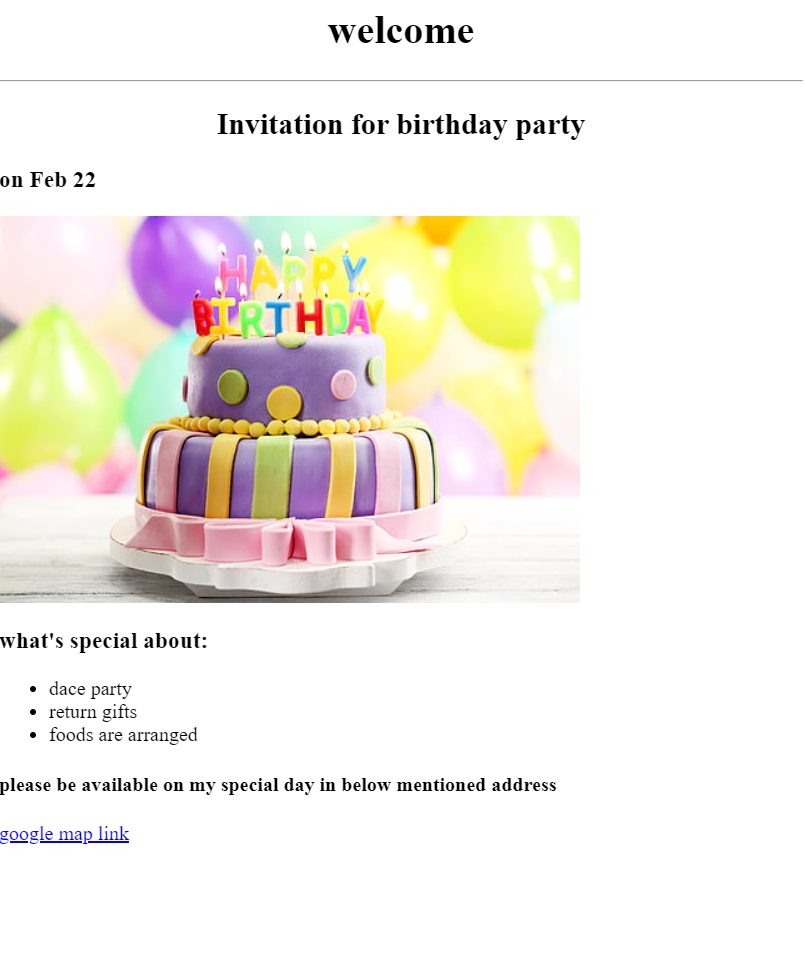 welcome
Invitation for birthday party
on Feb 22
HAPPY
BIRTHDAY
what's special about:
dace party
return gifts
foods are arranged
please be available on my special day in below mentioned address
google map link